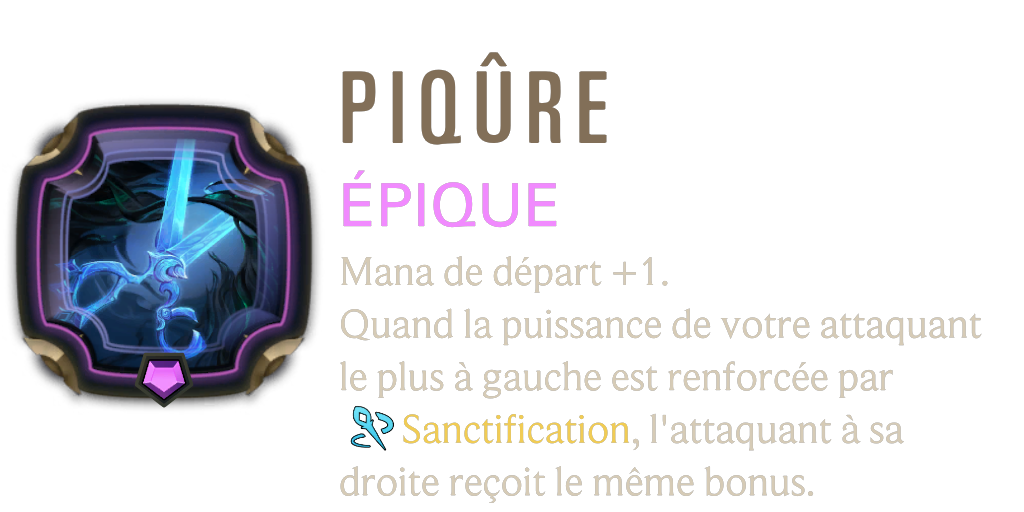 PIQÛRE
ÉPIQUE
Mana de départ +1.
Quand la puissance de votre attaquant
le plus à gauche est renforcée par
Sanctification, l'attaquant à sa
droite reçoit le même bonus.